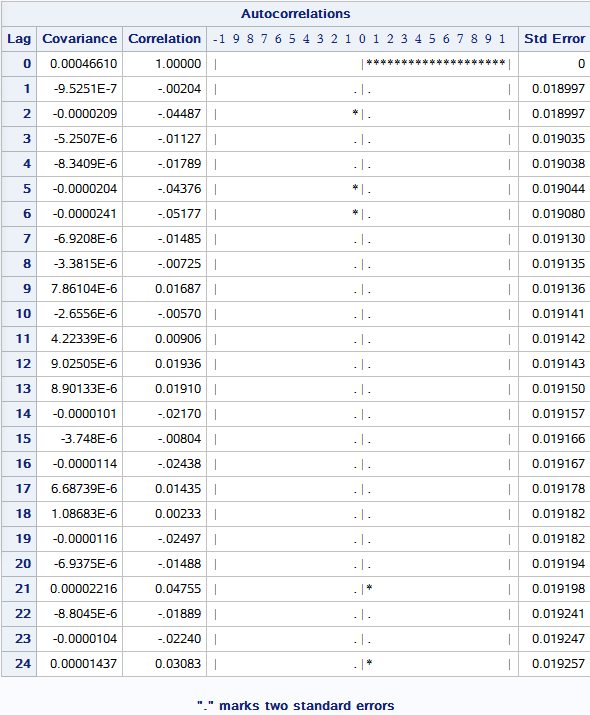 Autocorrelations
Lag Covariance Correlation -1 9 8 7 6 5 4 3 2 1 0 1 2 3 4 5 6 7 8 9 1 Std Error
0 0.00046610 1.00000 | |********************| 0
1 -9.5251E-7 -.00204 | .|. | 0.018997
2 -0.0000209 -.04487 | *|. | 0.018997
3 -5.2507E-6 -.01127 | .|. | 0.019035
4 -8.3409E-6 -.01789 | .|. | 0.019038
5 -0.0000204 -.04376 | *|. | 0.019044
6 -0.0000241 -.05177 | *|. | 0.019080
7 -6.9208E-6 -.01485 | .|. | 0.019130
8 -3.3815E-6 -.00725 | .|. | 0.019135
9 7.86104E-6 0.01687 | .|. | 0.019136
10 -2.6556E-6 -.00570 | .|. | 0.019141
11 4.22339E-6 0.00906 | .|. | 0.019142
12 9.02505E-6 0.01936 | .|. | 0.019143
13 8.90133E-6 0.01910 | .|. | 0.019150
14 -0.0000101 -.02170 | .|. | 0.019157
15 -3.748E-6 -.00804 | .|. | 0.019166
16 -0.0000114 -.02438 | .|. | 0.019167
17 6.68739E-6 0.01435 | .|. | 0.019178
18 1.08683E-6 0.00233 | .|. | 0.019182
19 -0.0000116 -.02497 | .|. | 0.019182
20 -6.9375E-6 -.01488 | .|. | 0.019194
21 0.00002216 0.04755 | .|* | 0.019198
22 -8.8045E-6 -.01889 | .|. | 0.019241
23 -0.0000104 -.02240 | .|. | 0.019247
24 0.00001437 0.03083 | .|* | 0.019257
"." marks two standard errors